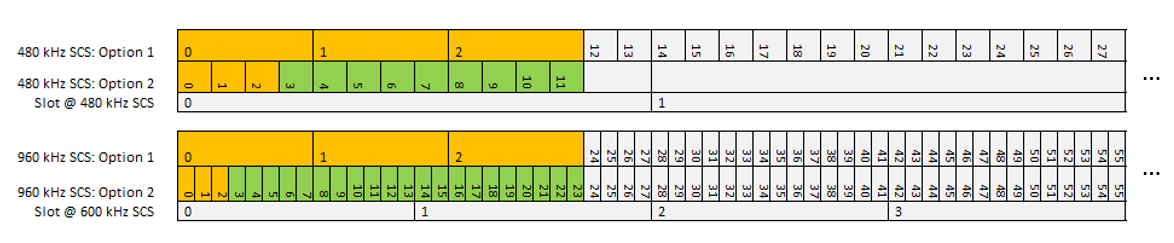 480 kHz SCS: Option 1 0 1 2 12 13 14 15 16 17 18 19 20 21 22 23 24 25 26 27
480 kHz SCS: Option 2 0 1 2 3 4 5 6 7 8 9 10 11 ...
Slot @ 480 kHz SCS 0 1
960 kHz SCS: Option 1 0 1 2 24 25 26 27 28 29 30 31 32 33 34 35 36 37 38 39 40 41 42 43 44 45 46 47 48 49 50 51 52 53 54 55
960 kHz SCS: Option 2 0 1 2 3 4 5 6 7 8 9 10 11 12 13 14 15 16 17 18 19 20 21 22 23 24 25 26 27 28 29 30 31 32 33 34 35 36 37 38 39 40 41 42 43 44 45 46 47 48 49 50 51 52 53 54 55 ...
Slot @ 600 kHz SCS 0 1 2 3